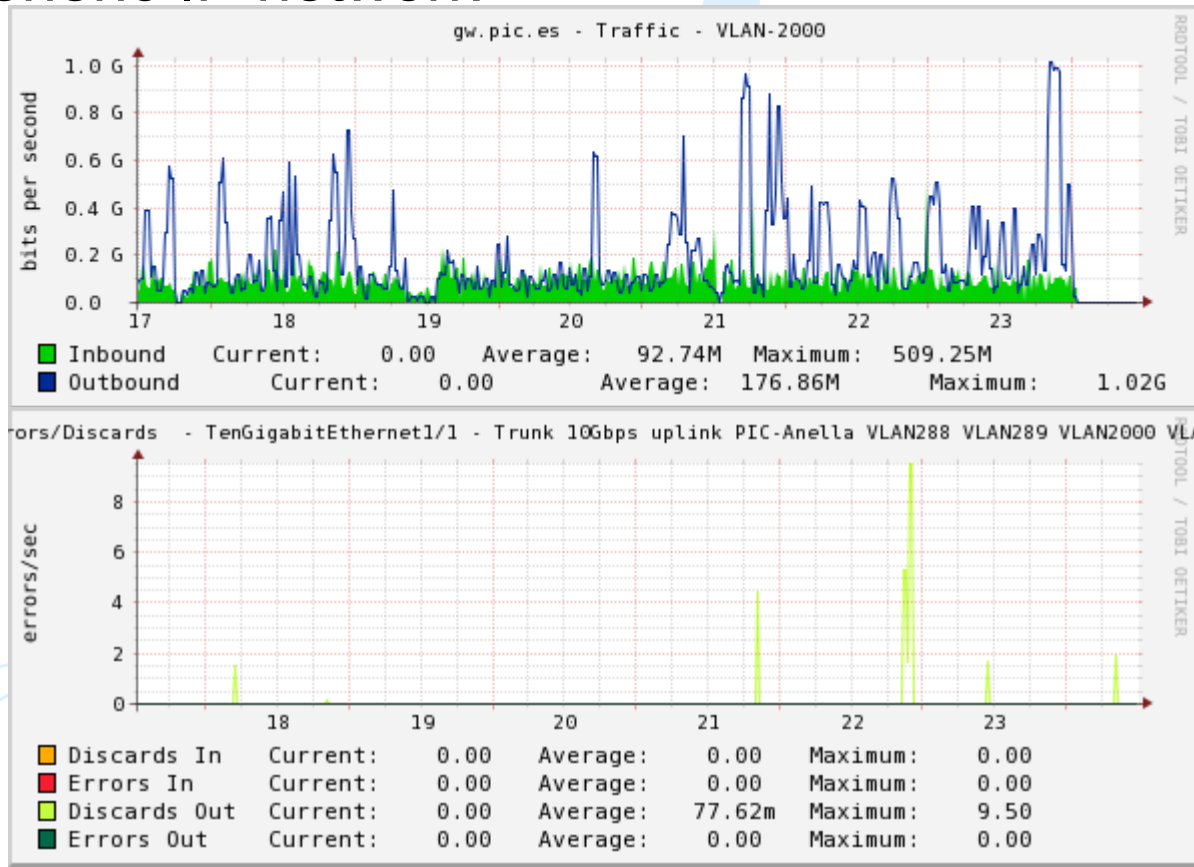 gw.pic.es - Traffic - VLAN-2000
RRDTOOL / TOBI OETIKER
bits per second
1.0 G
0.8 G
0.6 G
0.4 G
0.2 G
0.0
17 18 19 20 21 22 23
Inbound Current: 0.00 Average: 92.74M Maximum: 509.25M
Outbound Current: 0.00 Average: 176.86M Maximum: 1.02G
rors/Discards - TenGigabitEthernet1/1 - Trunk 10Gbps uplink PIC-Anella VLAN288 VLAN289 VLAN2000
RRDTOOL / TOBI OETIKER
errors/sec
8
6
4
2
0
18 19 20 21 22 23
Discards In Current: 0.00 Average: 0.00 Maximum: 0.00
Errors In Current: 0.00 Average: 0.00 Maximum: 0.00
Discards Out Current: 0.00 Average: 77.62m Maximum: 9.50
Errors Out Current: 0.00 Average: 0.00 Maximum: 0.00